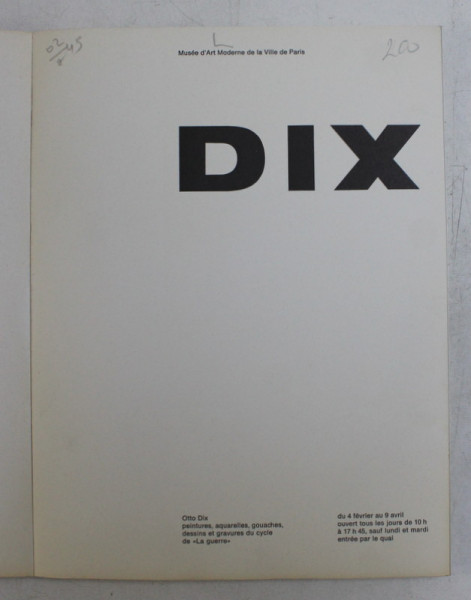 Musée d'Art Moderne de la Ville de Paris
200
DIX
Otto Dix
peintures, aquarelles, gouaches,
dessins et gravures du cycle
de «La guerre»
du 4 février au 9 avril
ouvert tous les jours de 10 h
à 17 h 45, sauf lundi et mardi
entrée par le quai